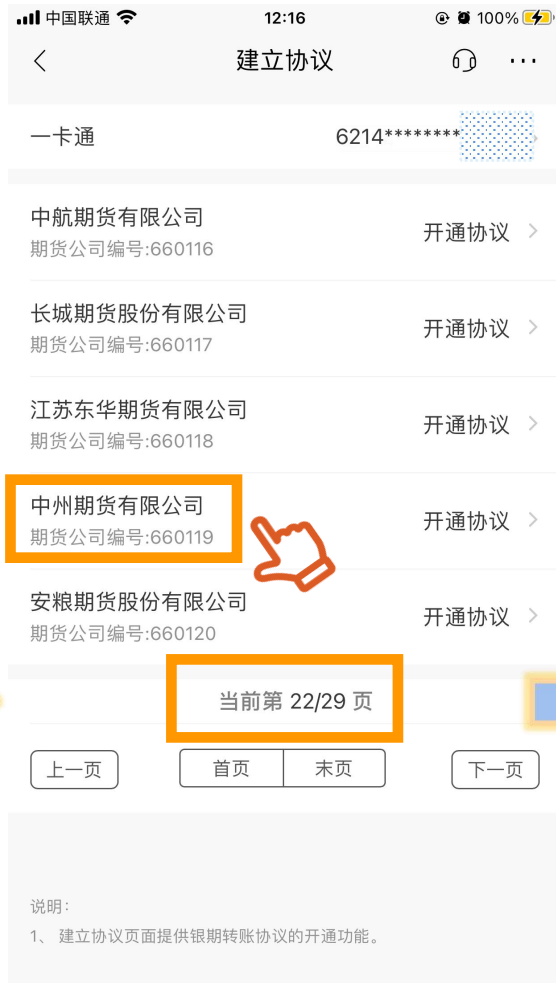 中国联通 12:16 100%
建立协议
一卡通 6214********
中航期货有限公司
期货公司编号:660116
开通协议
长城期货股份有限公司
期货公司编号:660117
开通协议
江苏东华期货有限公司
期货公司编号:660118
开通协议
中州期货有限公司
期货公司编号:660119
开通协议
安粮期货股份有限公司
期货公司编号:660120
开通协议
当前第 22/29 页
上一页 首页 末页 下一页
说明:
1、 建立协议页面提供银期转账协议的开通功能。